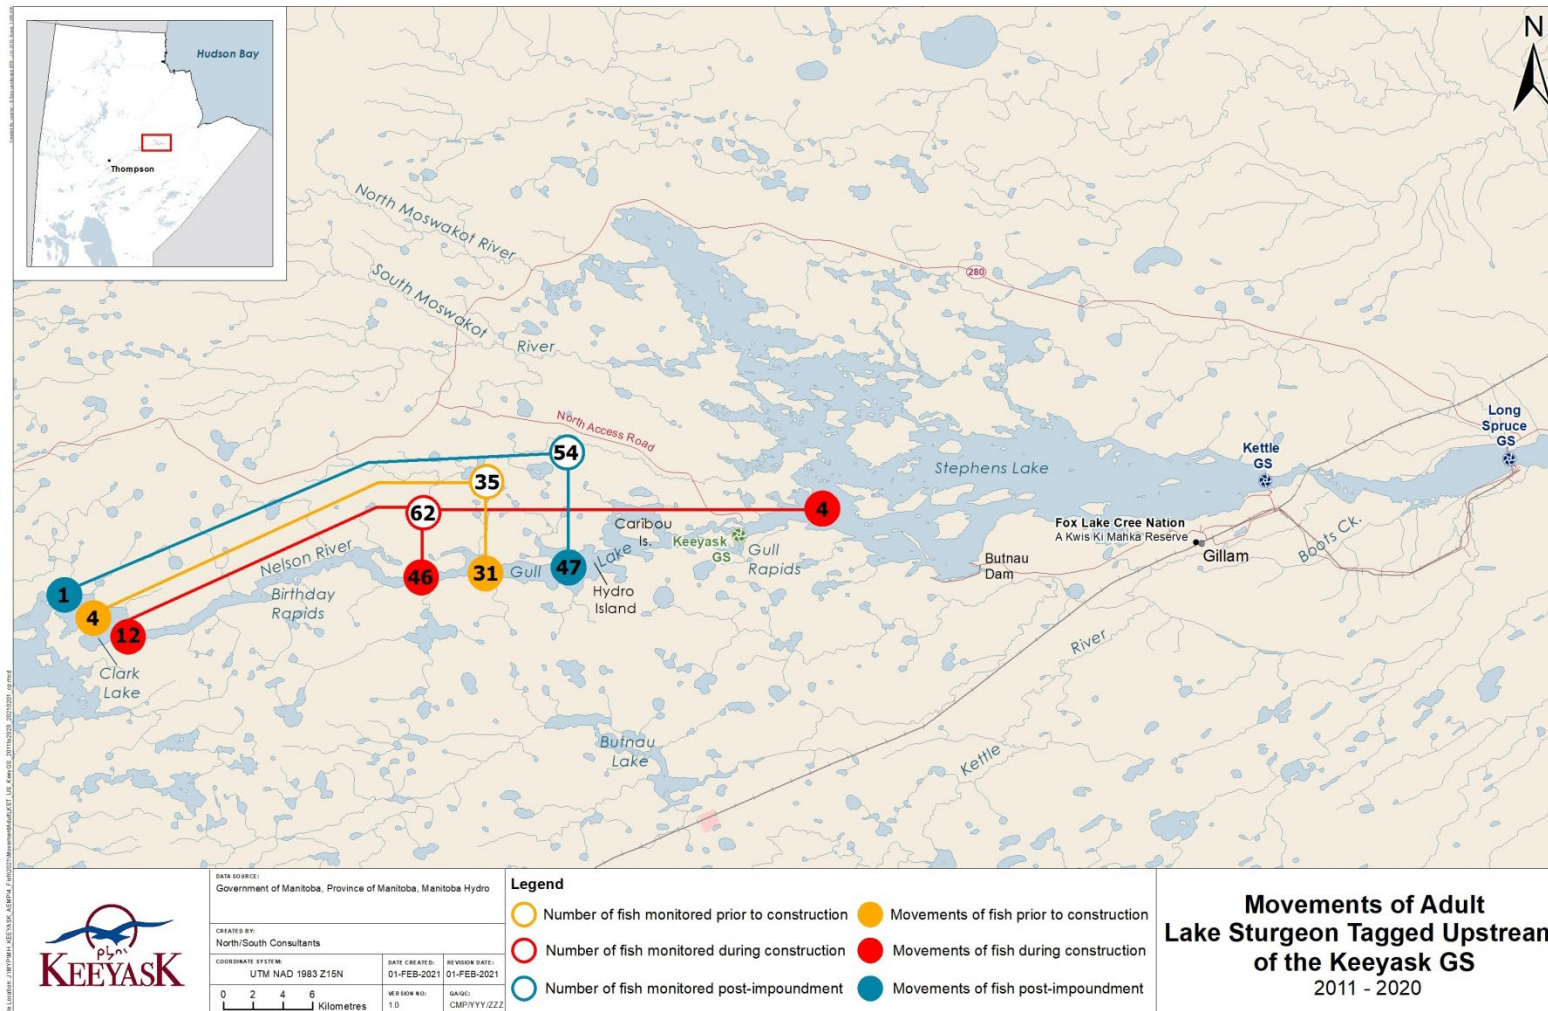 Hudson Bay
Thompson
N
North Moswakot River
South Moswakot
River
280
North Access Road
Long
Spruce
GS
Kettle
GS
Stephens Lake
54
35
62
4
Caribou
Is.
Keeyask
GS
Gull
Rapids
Fox Lake Cree Nation
A Kwis Ki Mahka Reserve
Gillam
Boots Ck.
Butnau
Dam
Nelson River
Birthday
Rapids
46
31
Gull
Lake
47
Hydro
Island
1
4
12
Clark
Lake
River
Kettle
Butnau
Lake
KEEYASK
DATA SOURCE:
Government of Manitoba, Province of Manitoba, Manitoba Hydro
CREATED BY:
North/South Consultants
COORDINATE SYSTEM:
UTM NAD 1983 Z15N
DATE CREATED:
01-FEB-2021
REVISION DATE:
01-FEB-2021
0 2 4 6
Kilometres
VERSION NO:
1.0
QA/QC:
CMP/YYY/ZZZ
Legend
Number of fish monitored prior to construction
Movements of fish prior to construction
Number of fish monitored during construction
Movements of fish during construction
Number of fish monitored post-impoundment
Movements of fish post-impoundment
Movements of Adult
Lake Sturgeon Tagged Upstream
of the Keeyask GS
2011 - 2020